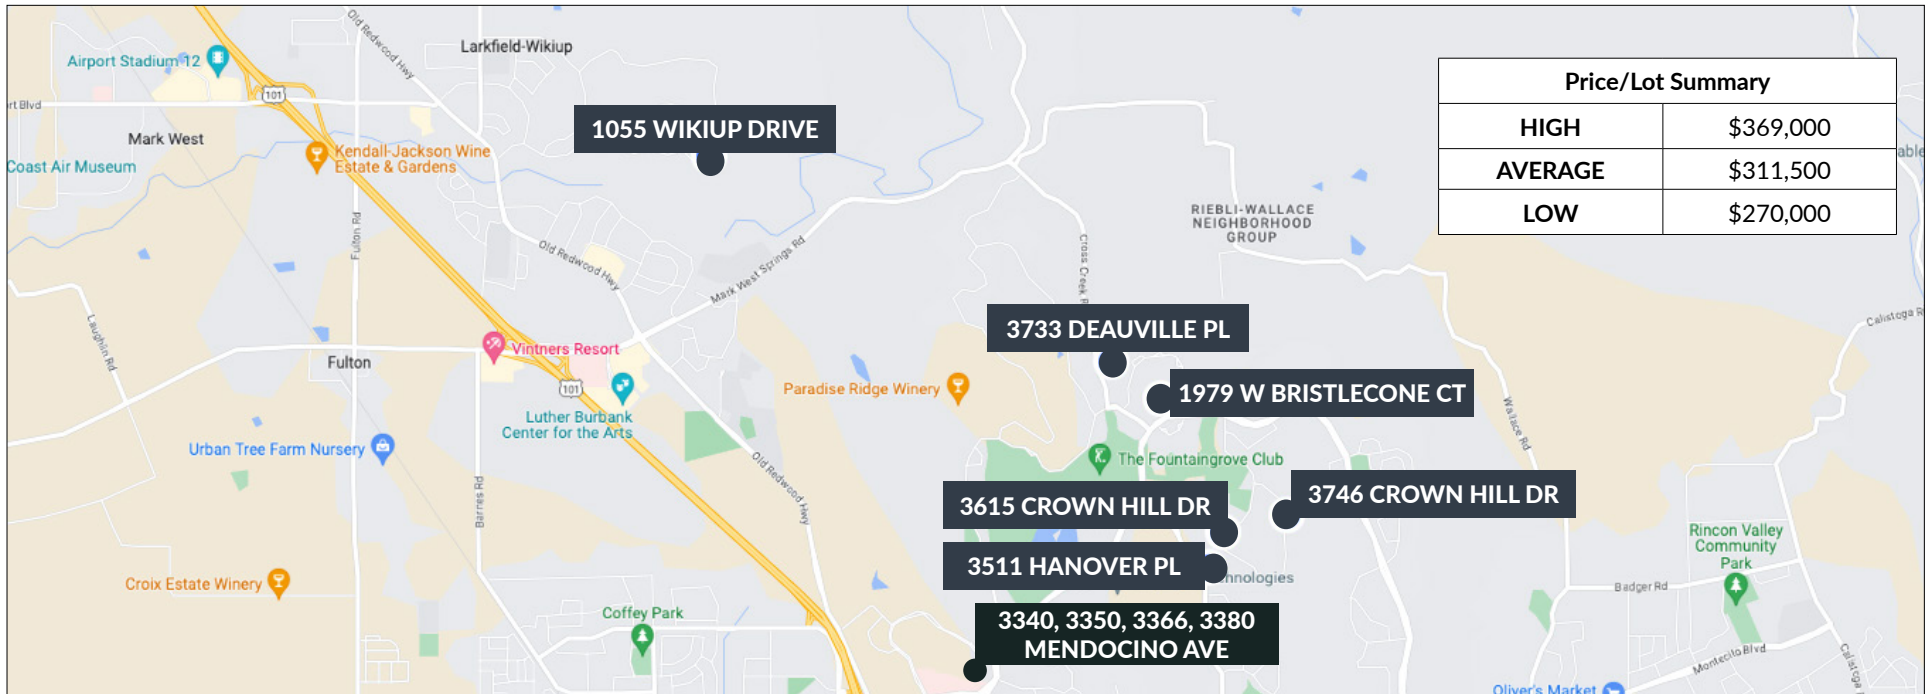 Old Redwood Hwy
Larkfield-Wikiup
Airport Stadium 12
101
rt Blvd
Mark West
Coast Air Museum
Kendall-Jackson Wine
Estate & Gardens
1055 WIKIUP DRIVE
Price/Lot Summary
HIGH $369,000
AVERAGE $311,500
LOW $270,000
able
RIEBLI-WALLACE
NEIGHBORHOOD
GROUP
Fulton Rd
Old Redwood Hwy
Mark West Springs Rd
Cross Creek R
Laughlin Rd
Calistoga R
3733 DEAUVILLE PL
Vintners Resort
Fulton
101
Paradise Ridge Winery
1979 W BRISTLECONE CT
Luther Burbank
Center for the Arts
Wallace Rd
Urban Tree Farm Nursery
The Fountaingrove Club
Barnes Rd
Old Redwood Hwy
3615 CROWN HILL DR
3746 CROWN HILL DR
Rincon Valley
Community
Park
3511 HANOVER PL
hnologies
Croix Estate Winery
Badger Rd
Coffey Park
3340, 3350, 3366, 3380
MENDOCINO AVE
Montecito Blvd
Calistoga
Oliver's Market